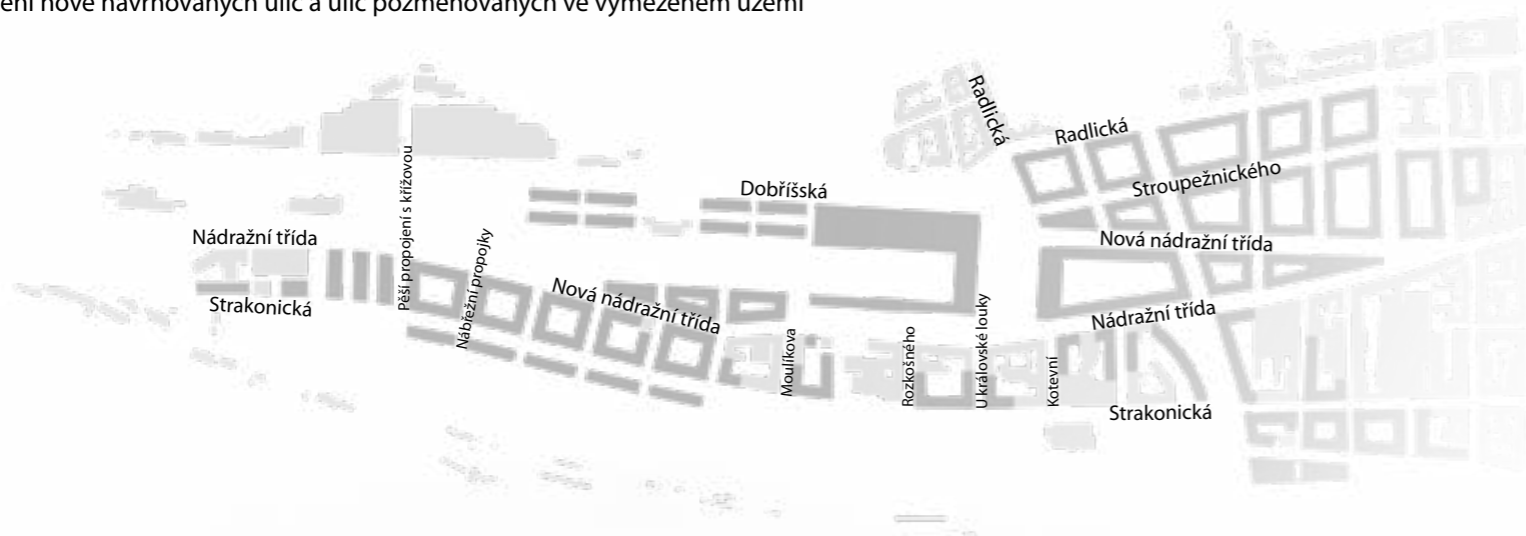 ení nově navrhovaných ulic a ulic pozměňovaných ve vymezeném území
Radlická
Radlická
Stroupežnického
Dobříšská
Pěší propojení s křížovou
Nádražní třída
Nábřežní propojky
Nová nádražní třída
Strakonická
Nová nádražní třída
Nádražní třída
Moulíkova
Rozkošného
U královské louky
Kotevní
Strakonická